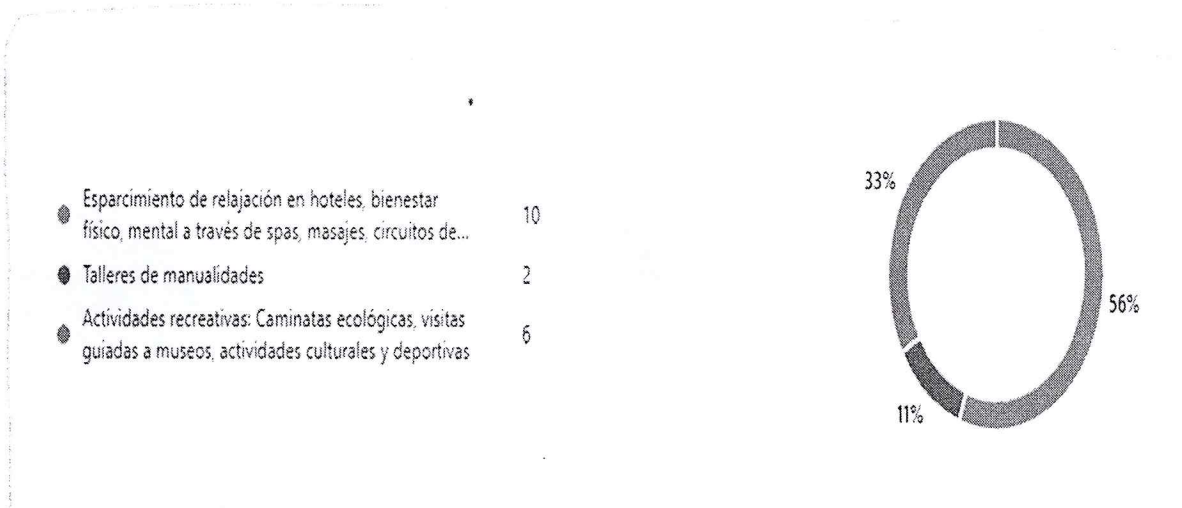 Esparcimiento de relajación en hoteles, bienestar
físico, mental a través de spas, masajes, circuitos de...
10
Talleres de manualidades
2
Actividades recreativas: Caminatas ecológicas, visitas
guiadas a museos, actividades culturales y deportivas
6
33%
56%
11%